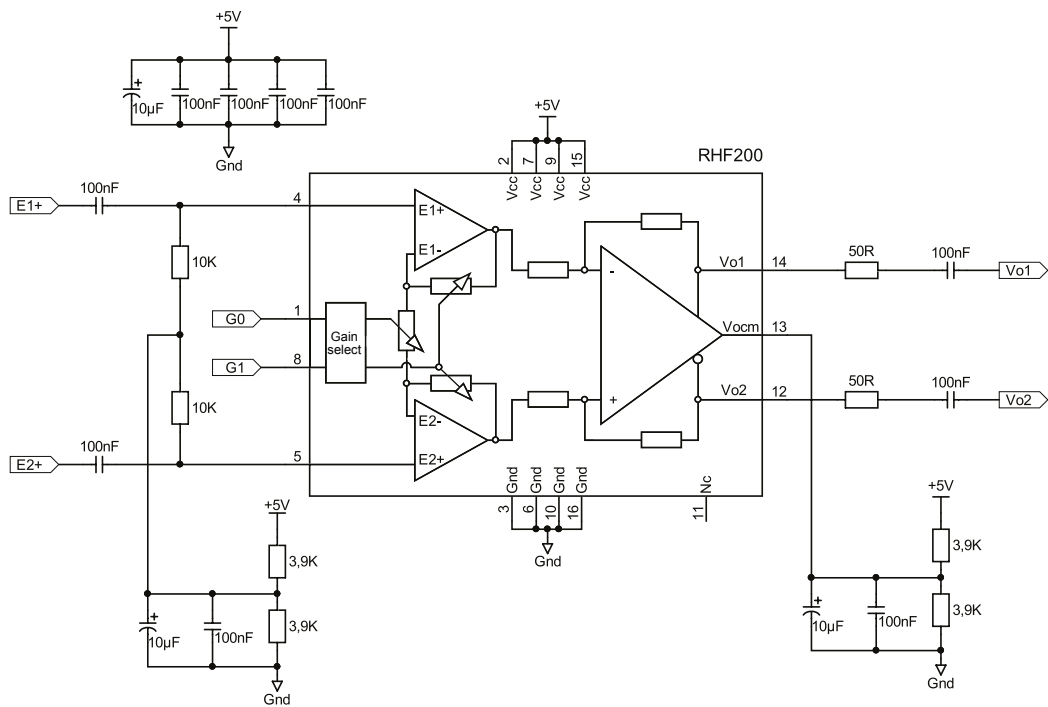 +5V
+
10µF
100nF
100nF
100nF
100nF
Gnd
+5V
RHF200
2
7
9
15
Vcc
Vcc
Vcc
Vcc
E1+
100nF
4
E1+
E1-
10K
-
Vo1
14
50R
100nF
Vo1
G0
1
Gain
select
Vocm
13
G1
8
10K
+
Vo2
12
50R
100nF
Vo2
E2-
E2+
100nF
E2+
5
Gnd
Gnd
Gnd
Gnd
3
6
10
16
Nc
11
Gnd
+5V
3,9K
3,9K
+
10µF
100nF
Gnd
+5V
3,9K
3,9K
+
10µF
100nF
Gnd